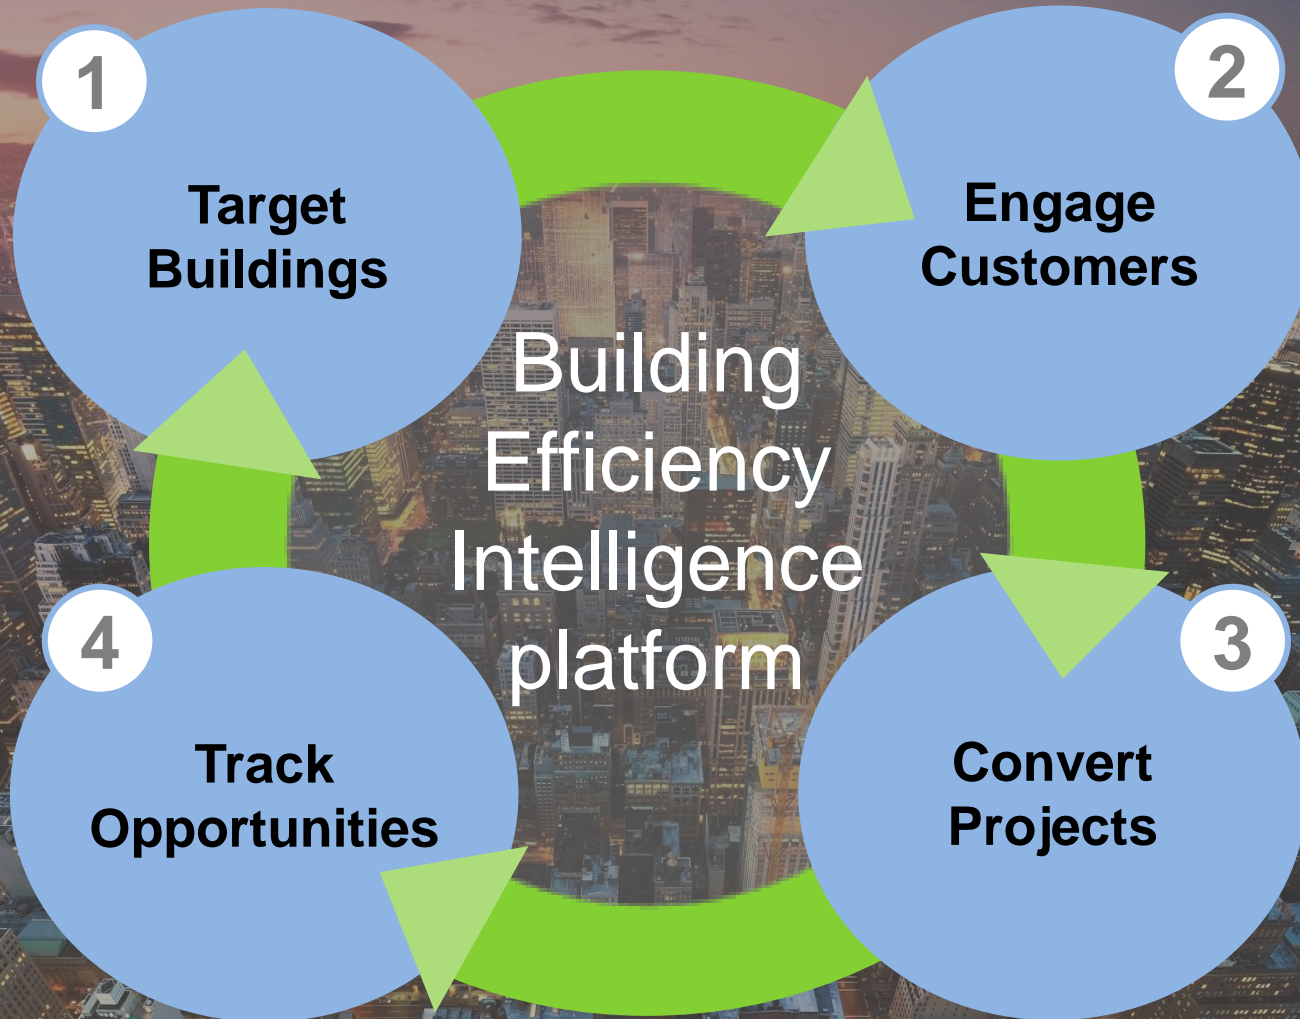 1
Target
Buildings
2
Engage
Customers
Building
Efficiency
Intelligence
platform
3
Convert
Projects
4
Track
Opportunities